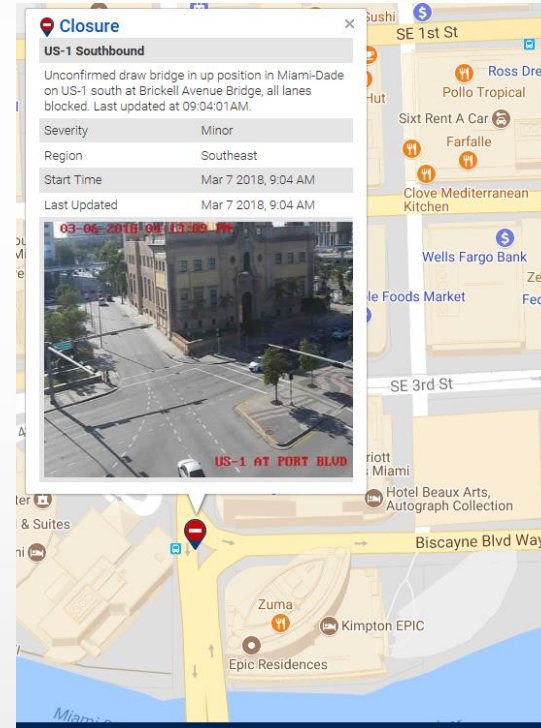 Closure
×
US-1 Southbound
Unconfirmed draw bridge in up position in Miami-Dade
on US-1 south at Brickell Avenue Bridge, all lanes
blocked. Last updated at 09:04:01AM.
Severity Minor
Region Southeast
Start Time Mar 7 2018, 9:04 AM
Last Updated Mar 7 2018, 9:04 AM
US-1 AT PORT BLVD
Sushi
SE 1st St
Ross Dre
Pollo Tropical
Hut
Sixt Rent A Car
Farfalle
Clove Mediterranean
Kitchen
Wells Fargo Bank
le Foods Market
Fed
SE 3rd St
riott
s Miami
Hotel Beaux Arts,
Autograph Collection
& Suites
Biscayne Blvd Way
Zuma
Kimpton EPIC
Epic Residences
Miami